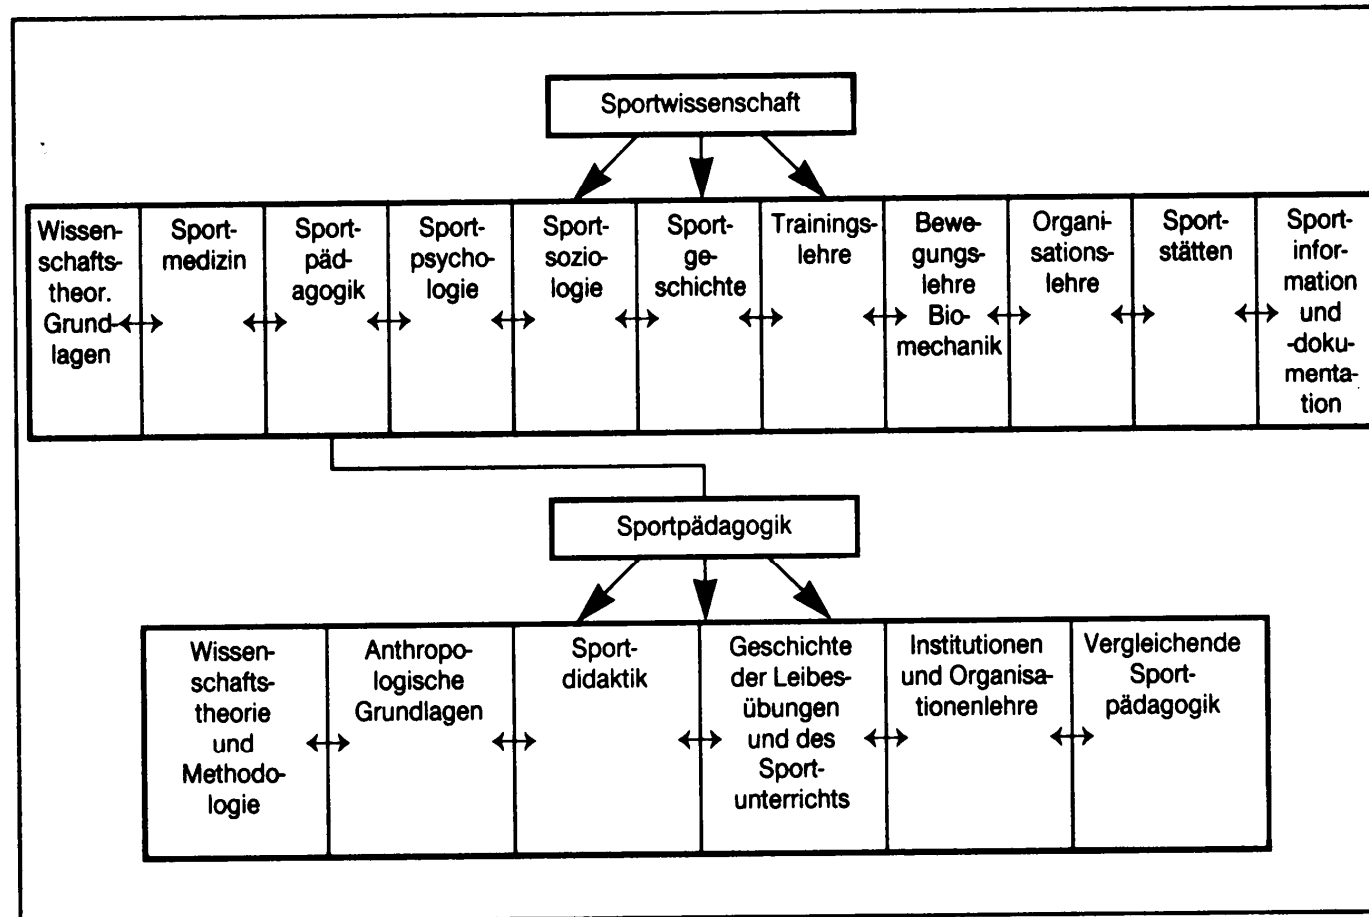 Sportwissenschaft
Wissen-
schafts-
theor.
Grund-
lagen
Sport-
medizin
Sport-
päd-
agogik
Sport-
psycho-
logie
Sport-
sozio-
logie
Sport-
ge-
schichte
Trainings-
lehre
Bewe-
gungs-
lehre
Bio-
mechanik
Organi-
sations-
lehre
Sport-
stätten
Sport-
infor-
mation
und
-doku-
menta-
tion
Sportpädagogik
Wissen-
schafts-
theorie
und
Methodo-
logie
Anthropo-
logische
Grundlagen
Sport-
didaktik
Geschichte
der Leibes-
übungen
und des
Sport-
unterrichts
Institutionen
und Organisa-
tionenlehre
Vergleichende
Sport-
pädagogik